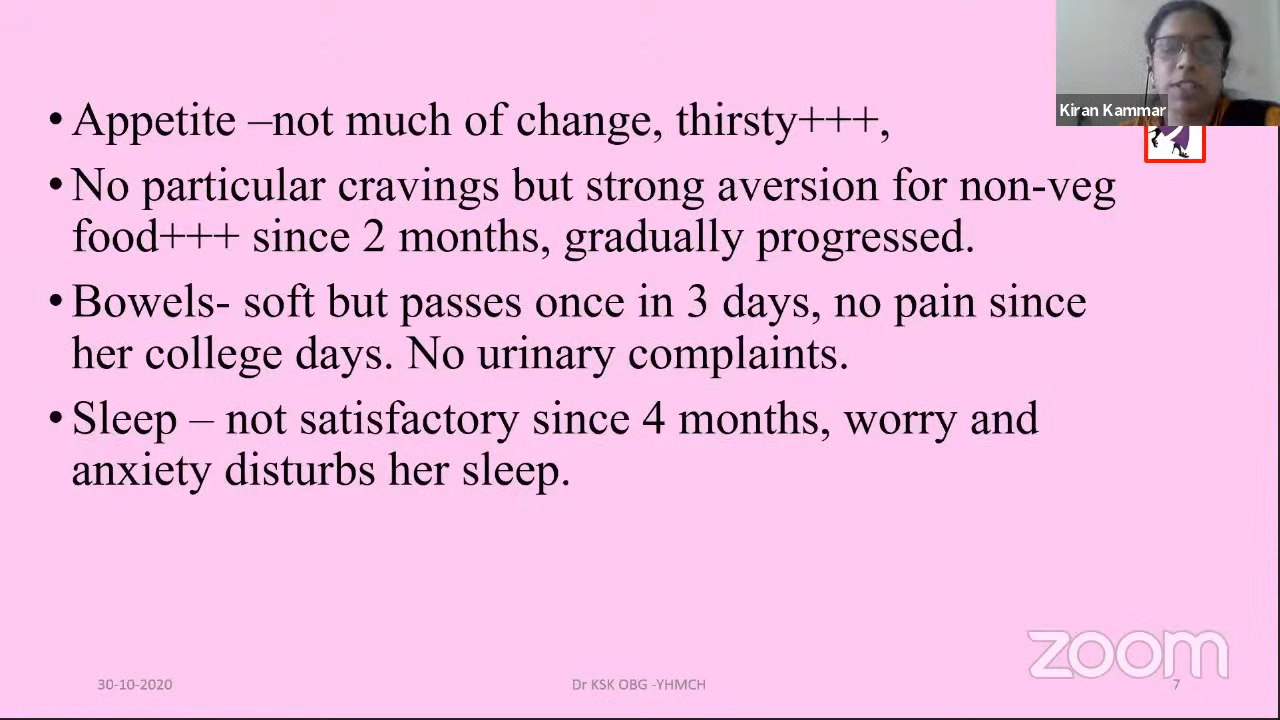 Kiran Kammar
• Appetite –not much of change, thirsty+++,
• No particular cravings but strong aversion for non-veg
food+++ since 2 months, gradually progressed.
• Bowels- soft but passes once in 3 days, no pain since
her college days. No urinary complaints.
• Sleep – not satisfactory since 4 months, worry and
anxiety disturbs her sleep.
zoom
30-10-2020
Dr KSK OBG -YHMCH
7